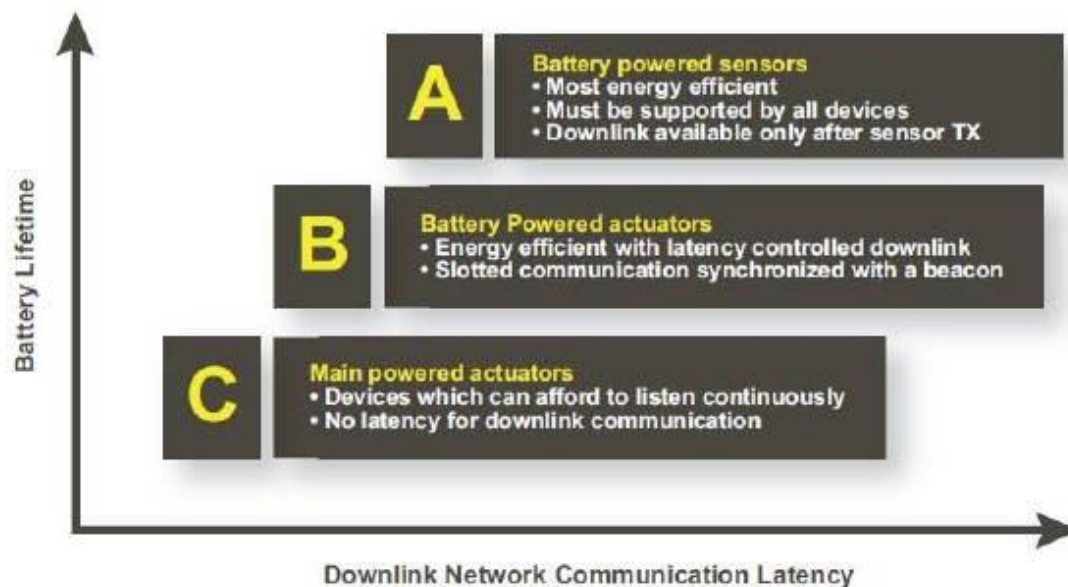 Battery Lifetime
A
Battery powered sensors
• Most energy efficient
• Must be supported by all devices
• Downlink available only after sensor TX
B
Battery Powered actuators
• Energy efficient with latency controlled downlink
• Slotted communication synchronized with a beacon
C
Main powered actuators
• Devices which can afford to listen continuously
• No latency for downlink communication
Downlink Network Communication Latency